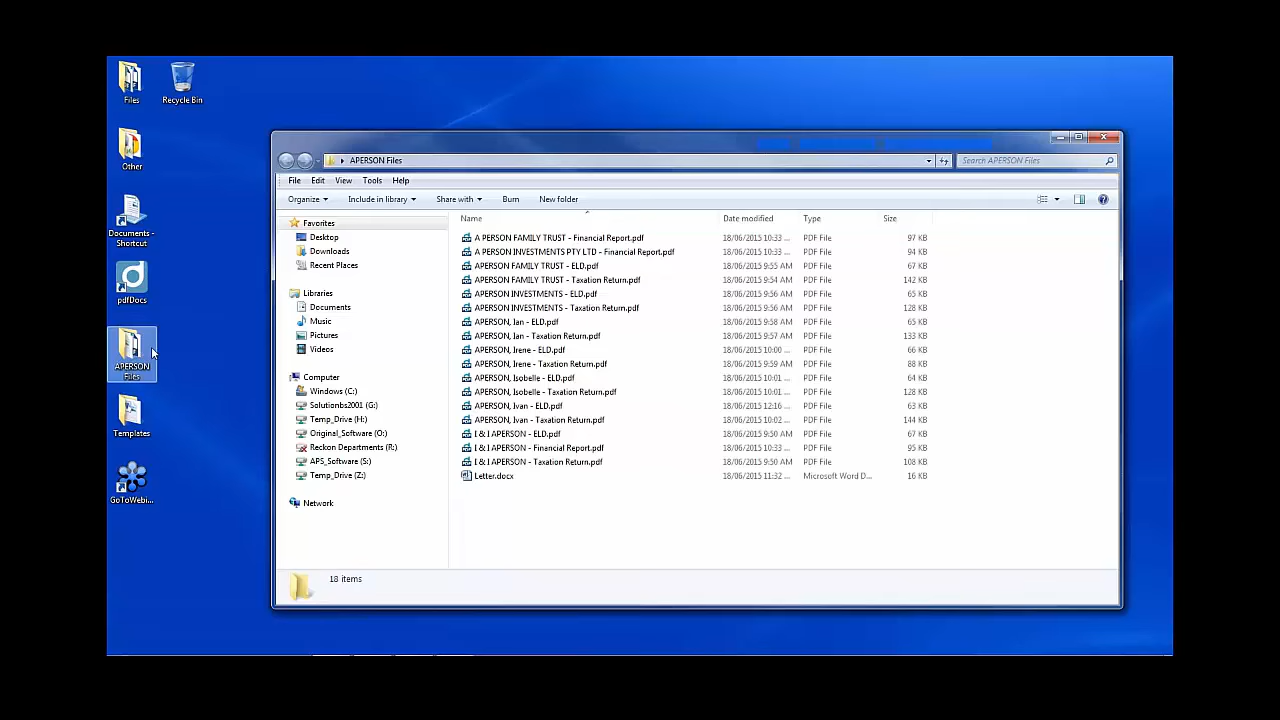 Files
Recycle Bin
Other
Documents -
Shortcut
pdfDocs
APERSON
Files
Templates
GoToWebi...
APERSON Files
Search APERSON Files
File Edit View Tools Help
Organize Include in library Share with Burn New folder
Favorites
Desktop
Downloads
Recent Places
Libraries
Documents
Music
Pictures
Videos
Computer
Windows (C:)
Solutionbs2001 (G:)
Temp_Drive (H:)
Original_Software (O:)
Reckon Departments (R:)
APS_Software (S:)
Temp_Drive (Z:)
Network
Name Date modified Type Size
A PERSON FAMILY TRUST - Financial Report.pdf 18/06/2015 10:33 ... PDF File 97 KB
A PERSON INVESTMENTS PTY LTD - Financial Report.pdf 18/06/2015 10:33 ... PDF File 94 KB
APERSON FAMILY TRUST - ELD.pdf 18/06/2015 9:55 AM PDF File 67 KB
APERSON FAMILY TRUST - Taxation Return.pdf 18/06/2015 9:54 AM PDF File 142 KB
APERSON INVESTMENTS - ELD.pdf 18/06/2015 9:56 AM PDF File 65 KB
APERSON INVESTMENTS - Taxation Return.pdf 18/06/2015 9:56 AM PDF File 128 KB
APERSON, Ian - ELD.pdf 18/06/2015 9:58 AM PDF File 65 KB
APERSON, Ian - Taxation Return.pdf 18/06/2015 9:57 AM PDF File 133 KB
APERSON, Irene - ELD.pdf 18/06/2015 10:00 ... PDF File 66 KB
APERSON, Irene - Taxation Return.pdf 18/06/2015 9:59 AM PDF File 88 KB
APERSON, Isobelle - ELD.pdf 18/06/2015 10:01 ... PDF File 64 KB
APERSON, Isobelle - Taxation Return.pdf 18/06/2015 10:01 ... PDF File 128 KB
APERSON, Ivan - ELD.pdf 18/06/2015 12:16 ... PDF File 63 KB
APERSON, Ivan - Taxation Return.pdf 18/06/2015 10:02 ... PDF File 144 KB
I & I APERSON - ELD.pdf 18/06/2015 9:50 AM PDF File 67 KB
I & I APERSON - Financial Report.pdf 18/06/2015 10:33 ... PDF File 95 KB
I & I APERSON - Taxation Return.pdf 18/06/2015 9:50 AM PDF File 108 KB
Letter.docx 18/06/2015 11:32 ... Microsoft Word D... 16 KB
18 items